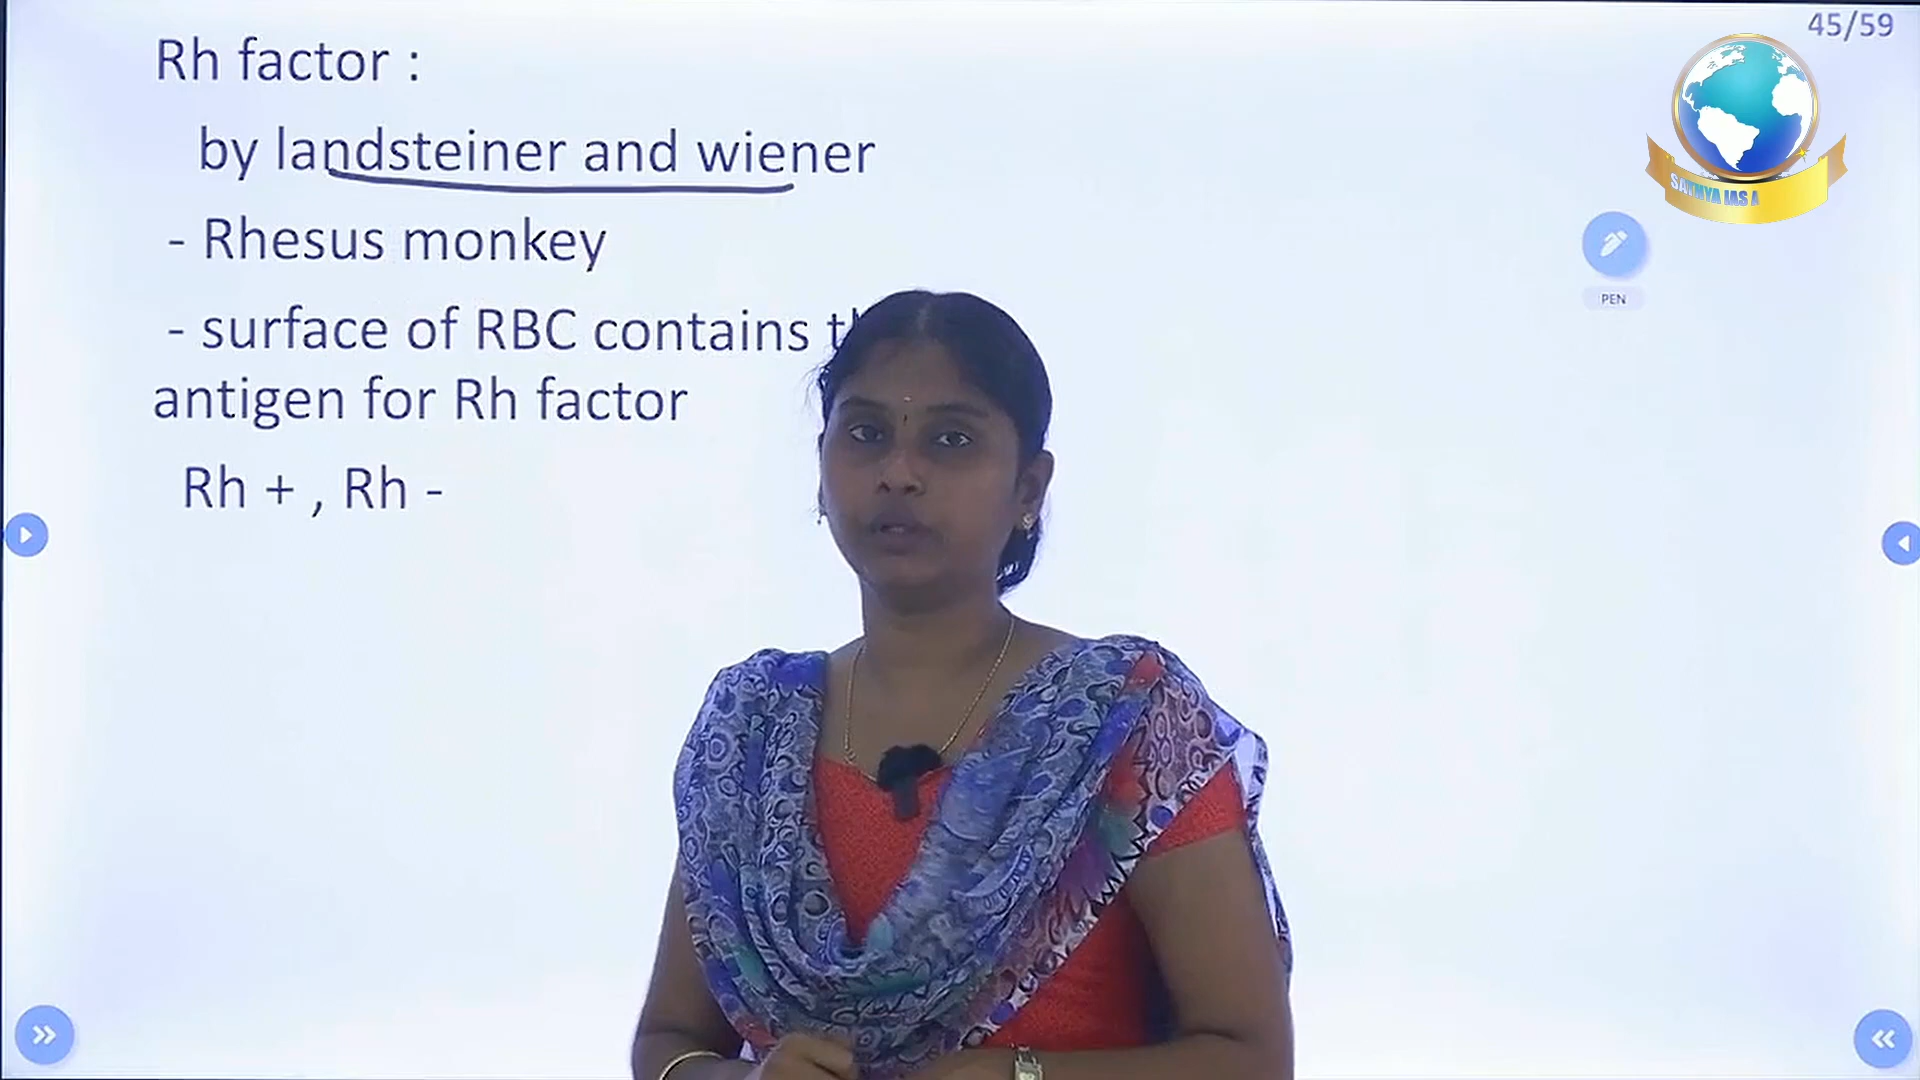 45/59
Rh factor :
by landsteiner and wiener
- Rhesus monkey
- surface of RBC contains
antigen for Rh factor
Rh + , Rh -
PEN
IAS A